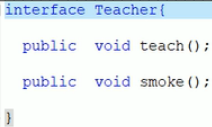 interface Teacher{
public void teach();
public void smoke();
}